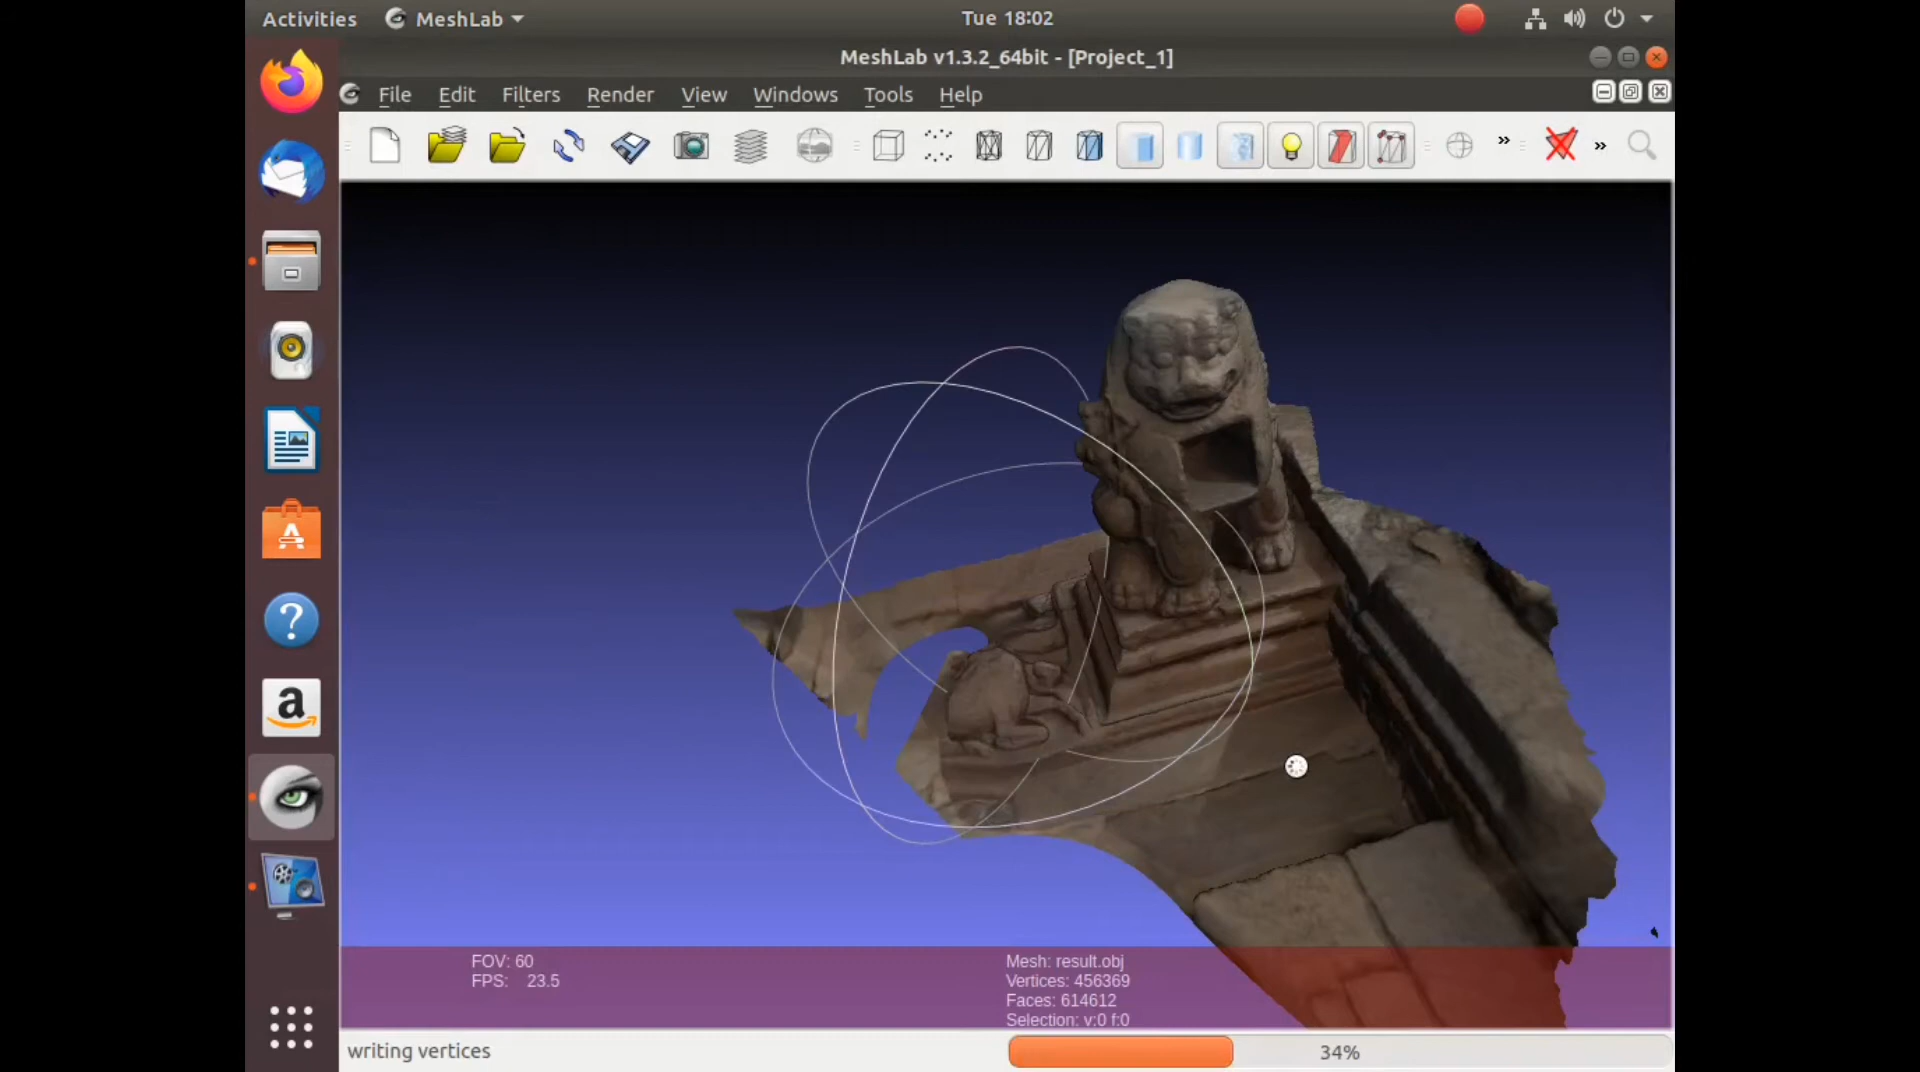 Activities MeshLab Tue 18:02
MeshLab v1.3.2_64bit - [Project_1]
File Edit Filters Render View Windows Tools Help
FOV: 60
FPS: 23.5
Mesh: result.obj
Vertices: 456369
Faces: 614612
Selection: v:0 f:0
writing vertices 34%